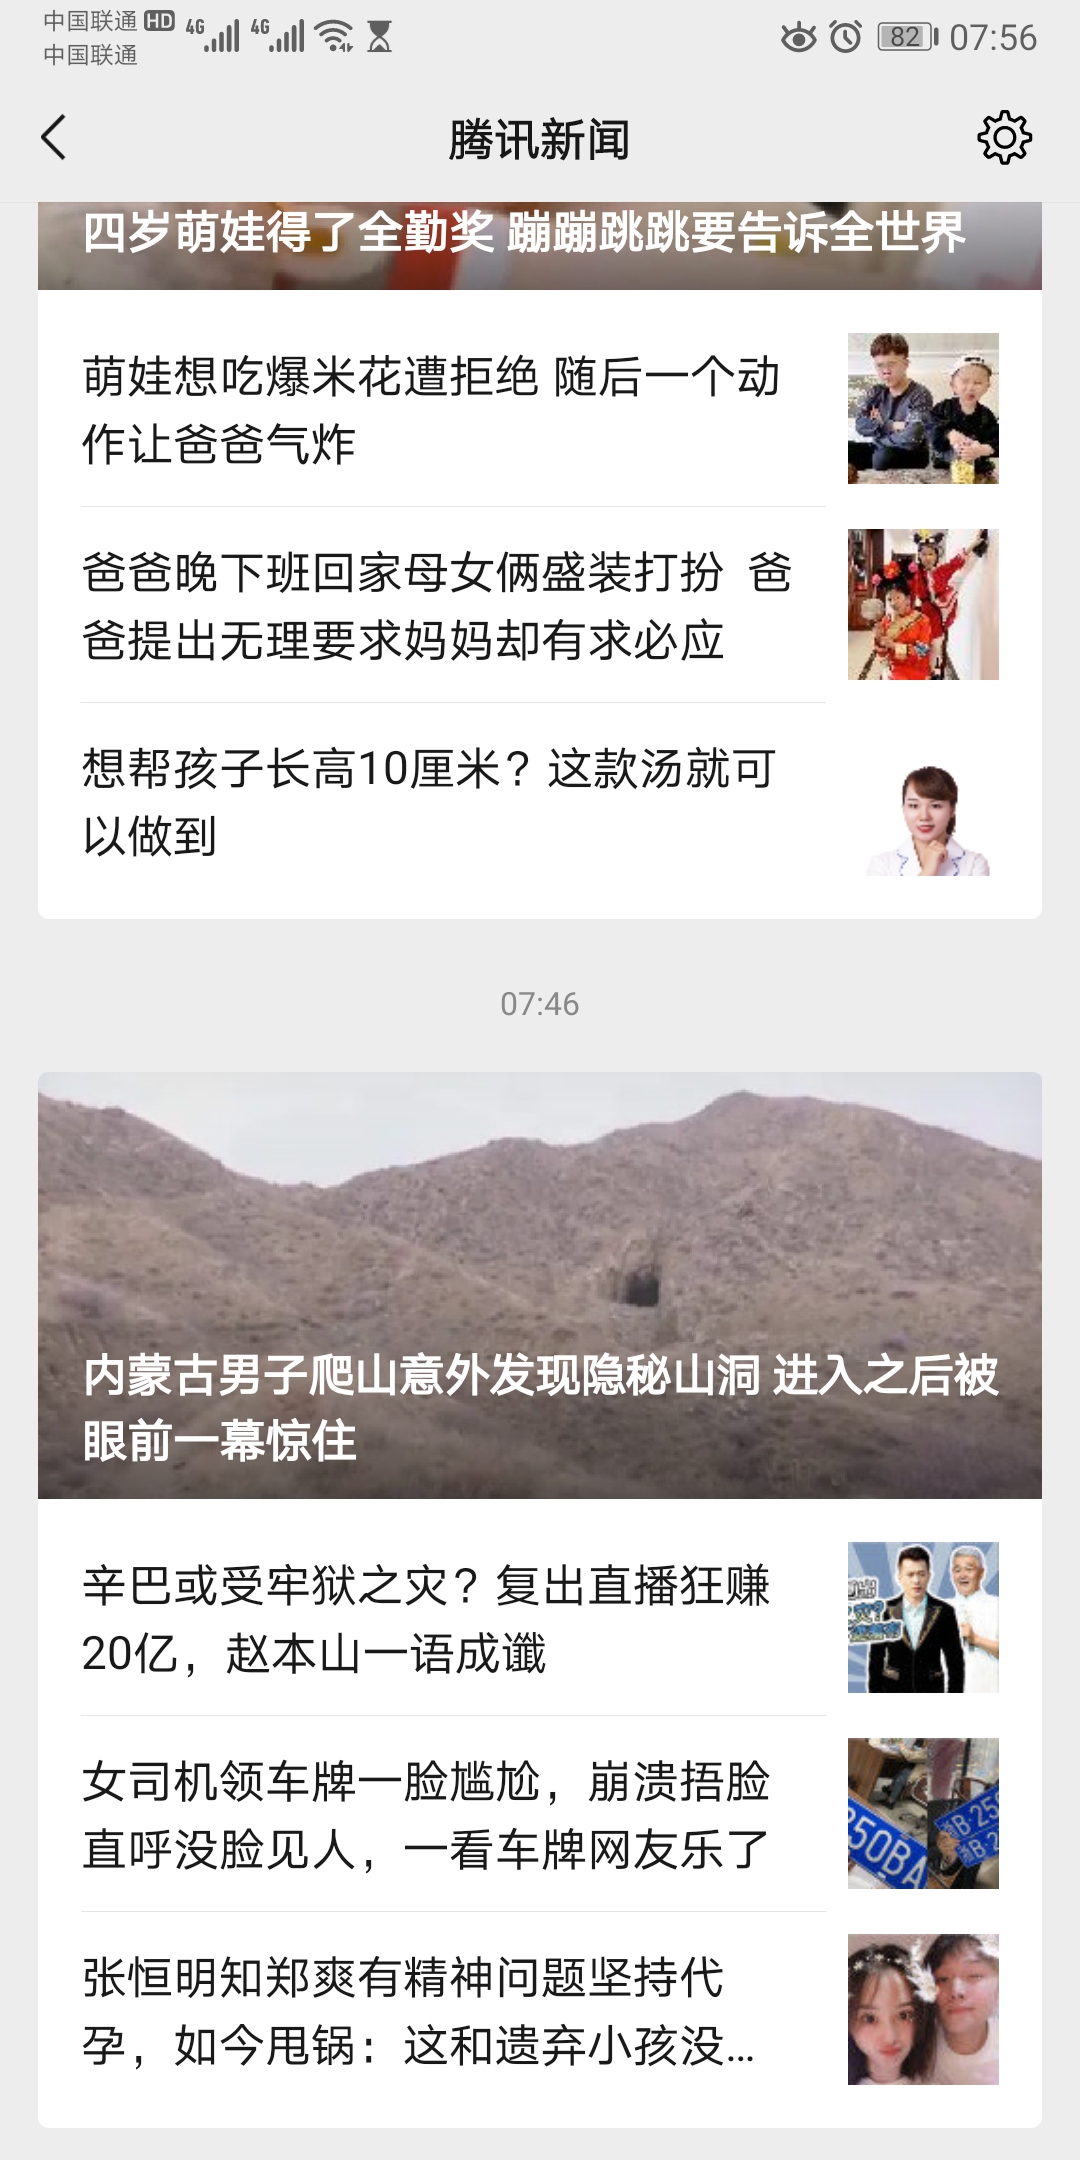 中国联通 HD 4G 4G 82 07:56
中国联通
腾讯新闻
四岁萌娃得了全勤奖 蹦蹦跳跳要告诉全世界
萌娃想吃爆米花遭拒绝 随后一个动
作让爸爸气炸
爸爸晚下班回家母女俩盛装打扮 爸
爸提出无理要求妈妈却有求必应
想帮孩子长高10厘米？这款汤就可
以做到
07:46
内蒙古男子爬山意外发现隐秘山洞 进入之后被
眼前一幕惊住
辛巴或受牢狱之灾？复出直播狂赚
20亿，赵本山一语成谶
女司机领车牌一脸尴尬，崩溃捂脸
直呼没脸见人，一看车牌网友乐了
250BA
B·25
B·2
张恒明知郑爽有精神问题坚持代
孕，如今甩锅：这和遗弃小孩没...